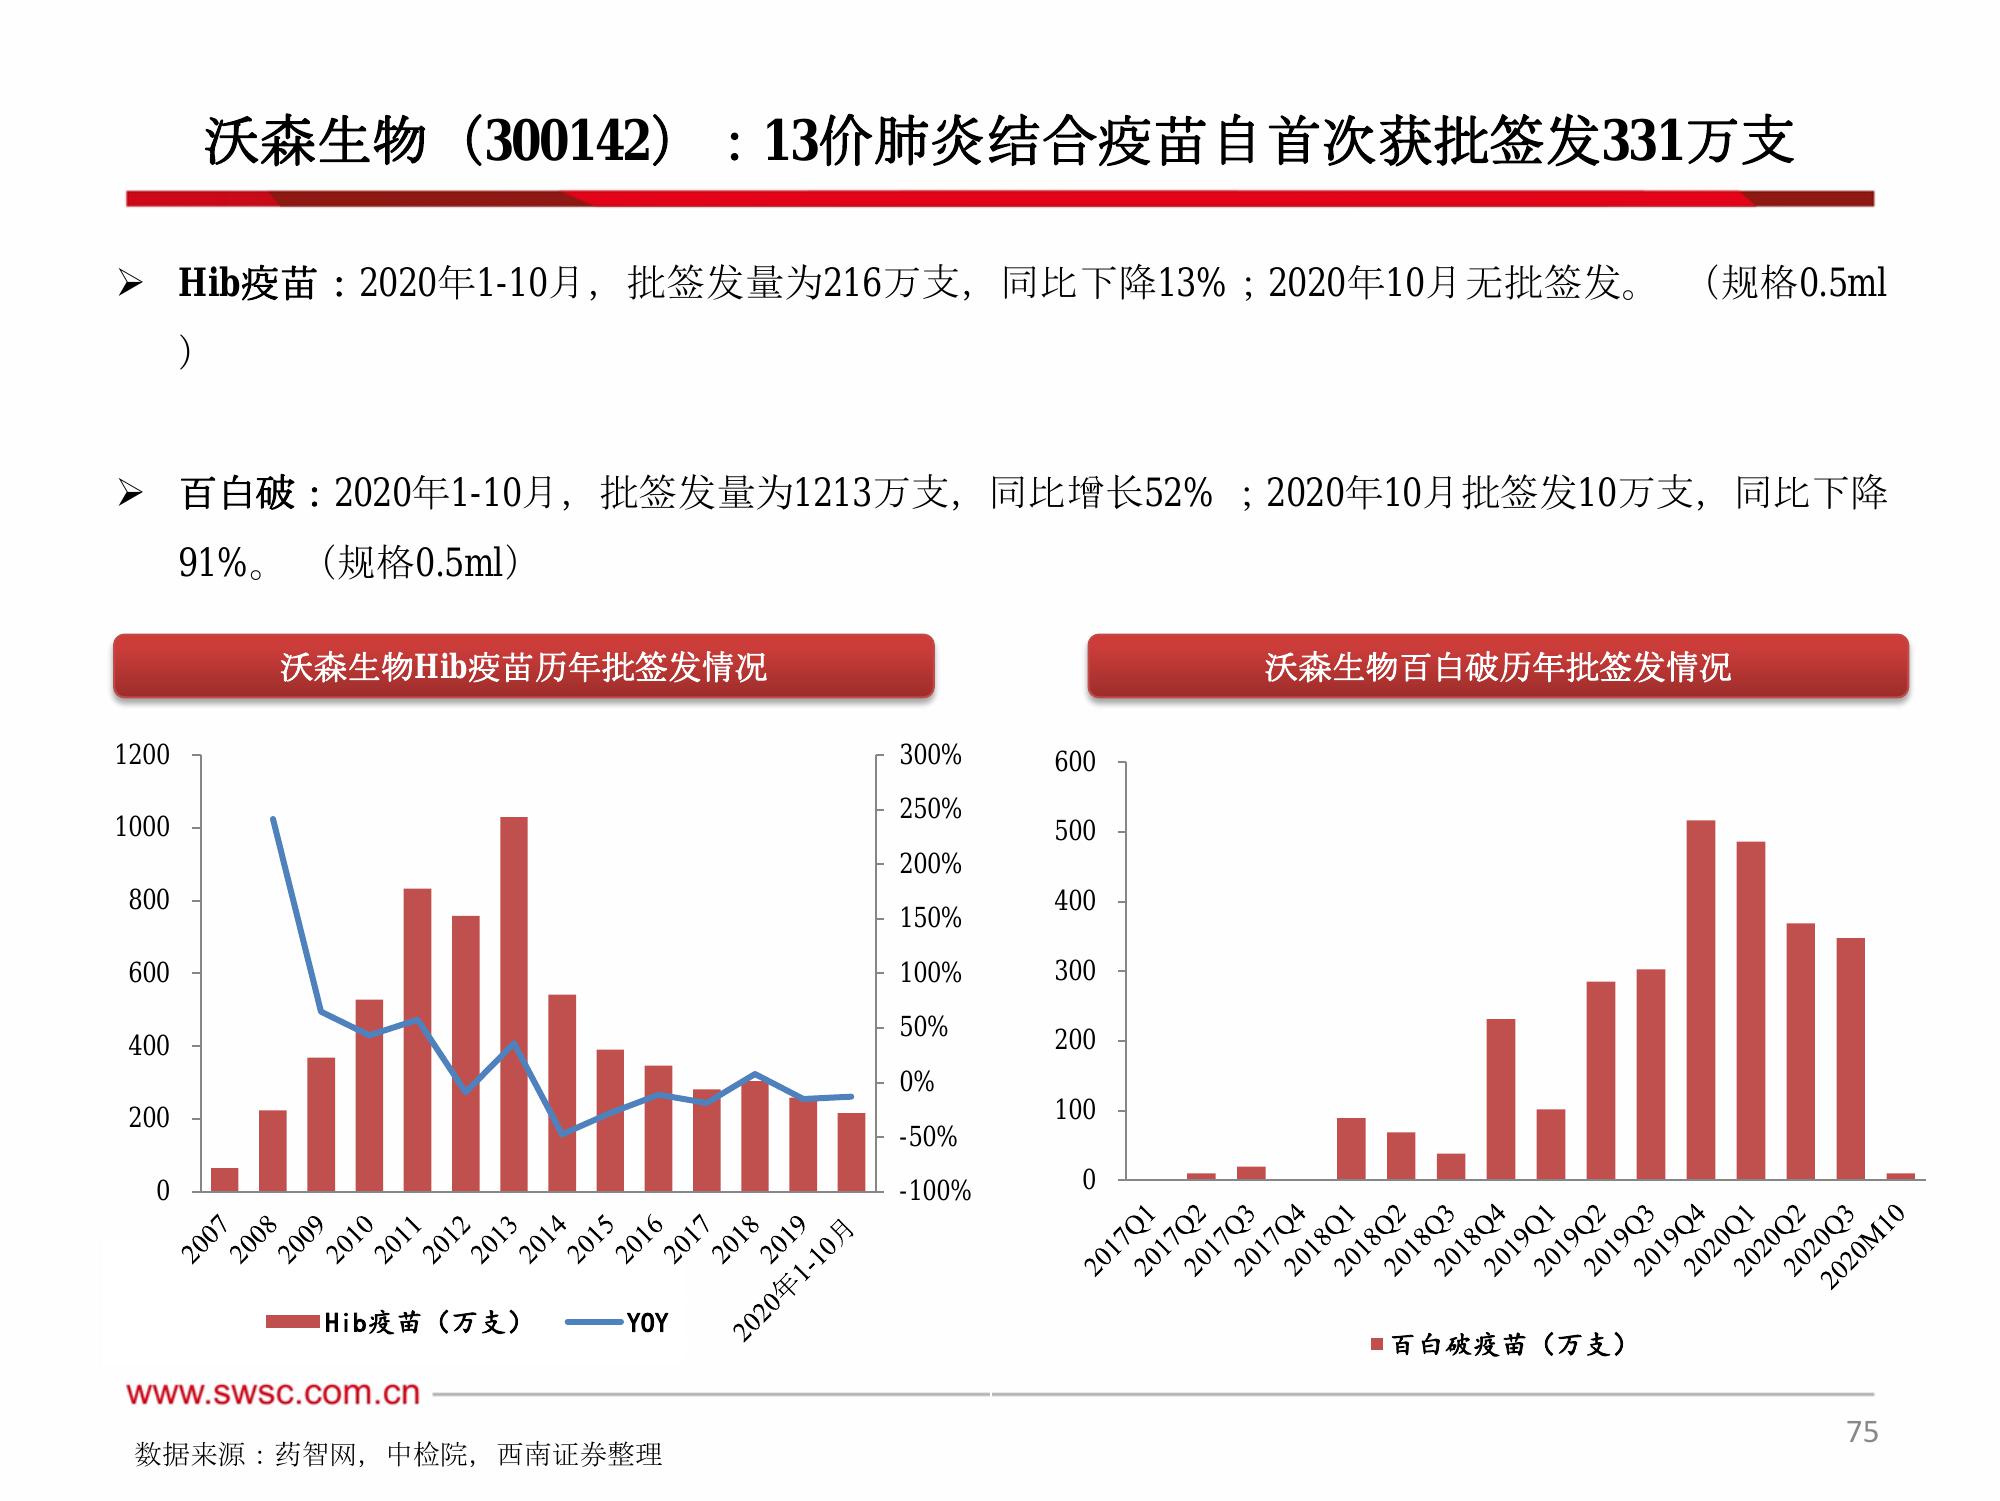 沃森生物（300142）：13价肺炎结合疫苗自首次获批签发331万支
➢ Hib疫苗：2020年1-10月，批签发量为216万支，同比下降13%；2020年10月无批签发。 （规格0.5ml
）
➢ 百白破：2020年1-10月，批签发量为1213万支，同比增长52% ；2020年10月批签发10万支，同比下降
91%。 （规格0.5ml）
沃森生物Hib疫苗历年批签发情况
1200
1000
800
600
400
200
0
300%
250%
200%
150%
100%
50%
0%
-50%
-100%
2007
2008
2009
2010
2011
2012
2013
2014
2015
2016
2017
2018
2019
2020年1-10月
Hib疫苗（万支）
YOY
沃森生物百白破历年批签发情况
600
500
400
300
200
100
0
2017Q1
2017Q2
2017Q3
2017Q4
2018Q1
2018Q2
2018Q3
2018Q4
2019Q1
2019Q2
2019Q3
2019Q4
2020Q1
2020Q2
2020Q3
2020M10
百白破疫苗（万支）
www.swsc.com.cn
75
数据来源：药智网，中检院，西南证券整理